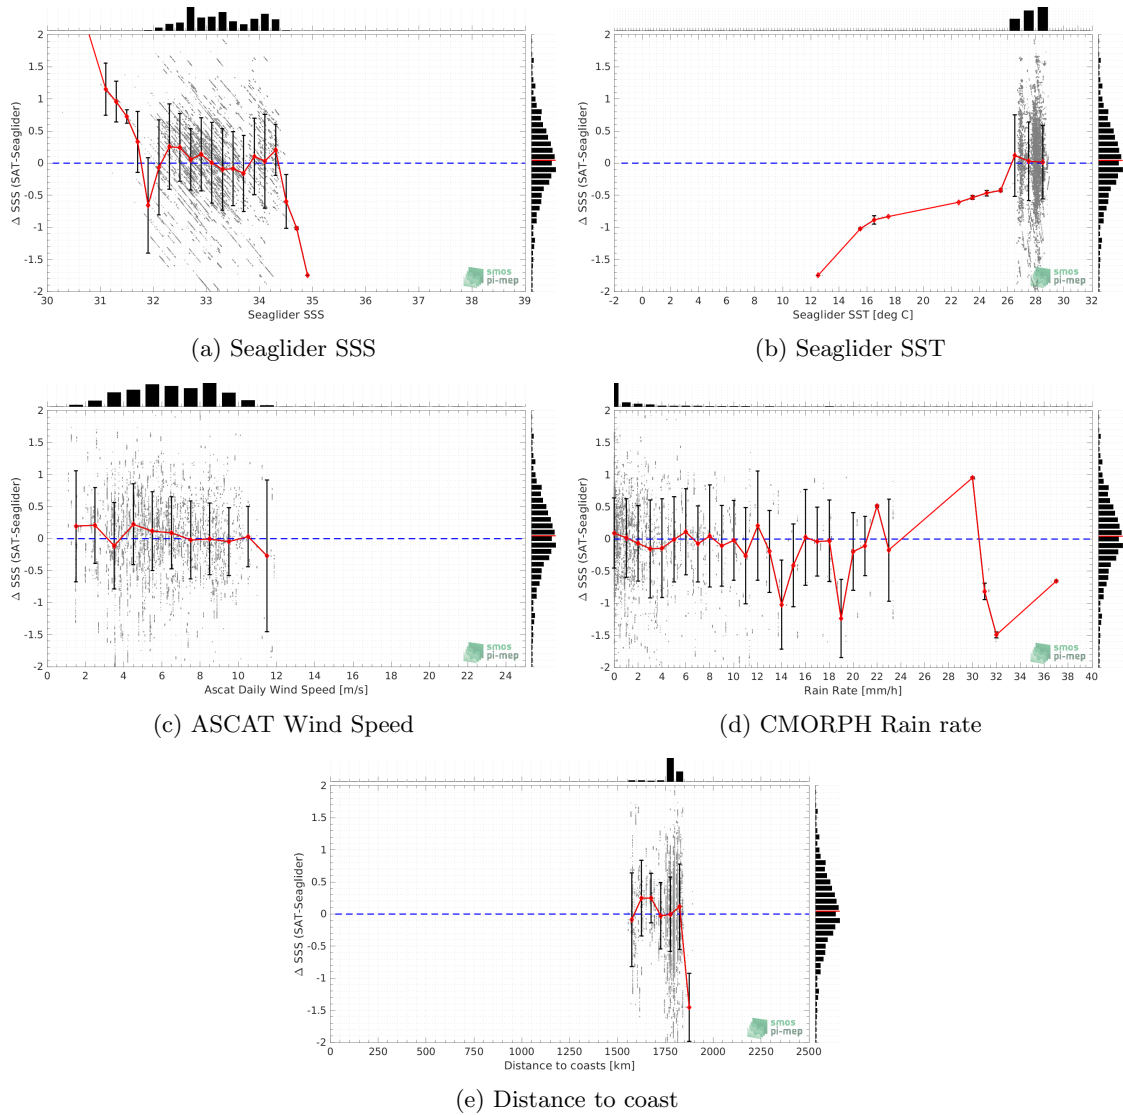 2
1.5
1
0.5
0
-0.5
-1
-1.5
-2
Δ SSS (SAT-Seaglider)
30 31 32 33 34 35 36 37 38 39
Seaglider SSS
smos
pi-mep
(a) Seaglider SSS
2
1.5
1
0.5
0
-0.5
-1
-1.5
-2
Δ SSS (SAT-Seaglider)
-2 0 2 4 6 8 10 12 14 16 18 20 22 24 26 28 30 32
Seaglider SST [deg C]
smos
pi-mep
(b) Seaglider SST
2
1.5
1
0.5
0
-0.5
-1
-1.5
-2
Δ SSS (SAT-Seaglider)
0 2 4 6 8 10 12 14 16 18 20 22 24
Ascat Daily Wind Speed [m/s]
smos
pi-mep
(c) ASCAT Wind Speed
2
1.5
1
0.5
0
-0.5
-1
-1.5
-2
Δ SSS (SAT-Seaglider)
0 2 4 6 8 10 12 14 16 18 20 22 24 26 28 30 32 34 36 38 40
Rain Rate [mm/h]
smos
pi-mep
(d) CMORPH Rain rate
2
1.5
1
0.5
0
-0.5
-1
-1.5
-2
Δ SSS (SAT-Seaglider)
0 250 500 750 1000 1250 1500 1750 2000 2250 2500
Distance to coasts [km]
smos
pi-mep
(e) Distance to coast